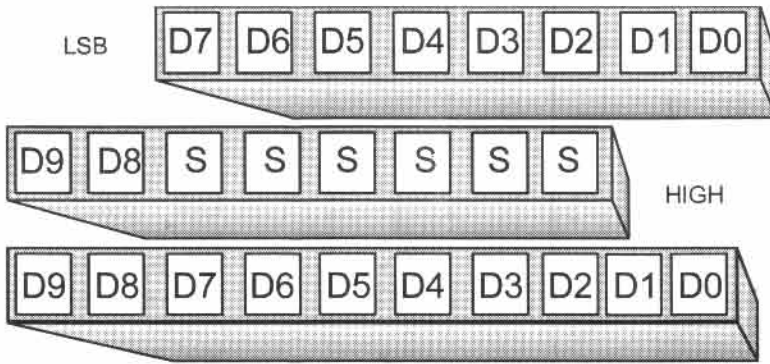 LSB D7 D6 D5 D4 D3 D2 D1 D0
D9 D8 S S S S S S HIGH
D9 D8 D7 D6 D5 D4 D3 D2 D1 D0